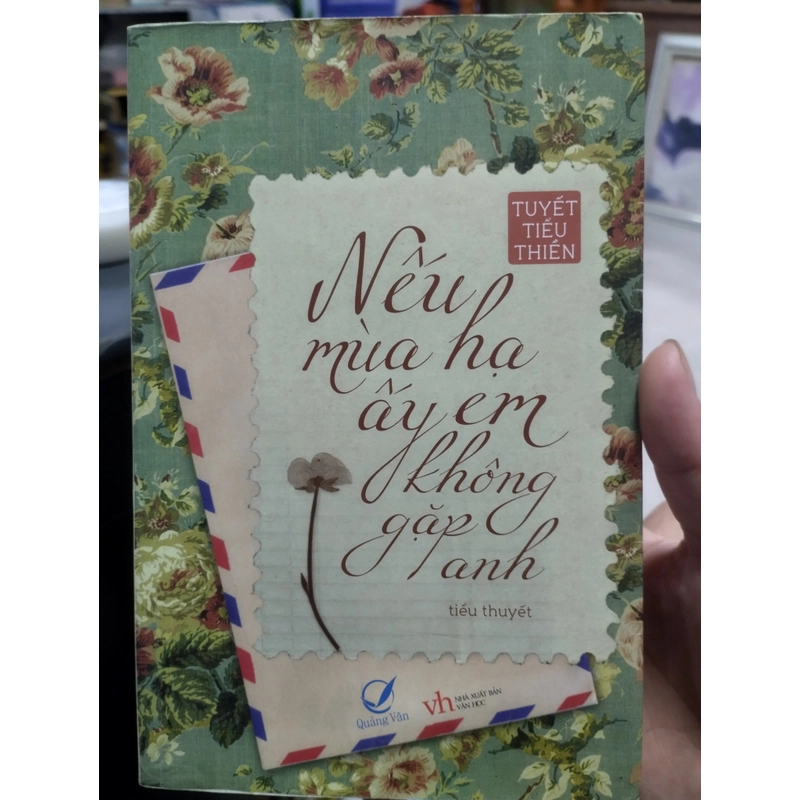 TUYẾT
TIỂU
THIỀN
Nếu
mùa hạ
ấy em
không
gặp
anh
tiểu thuyết
Quảng Văn
vh NHÀ XUẤT BẢN
VĂN HỌC